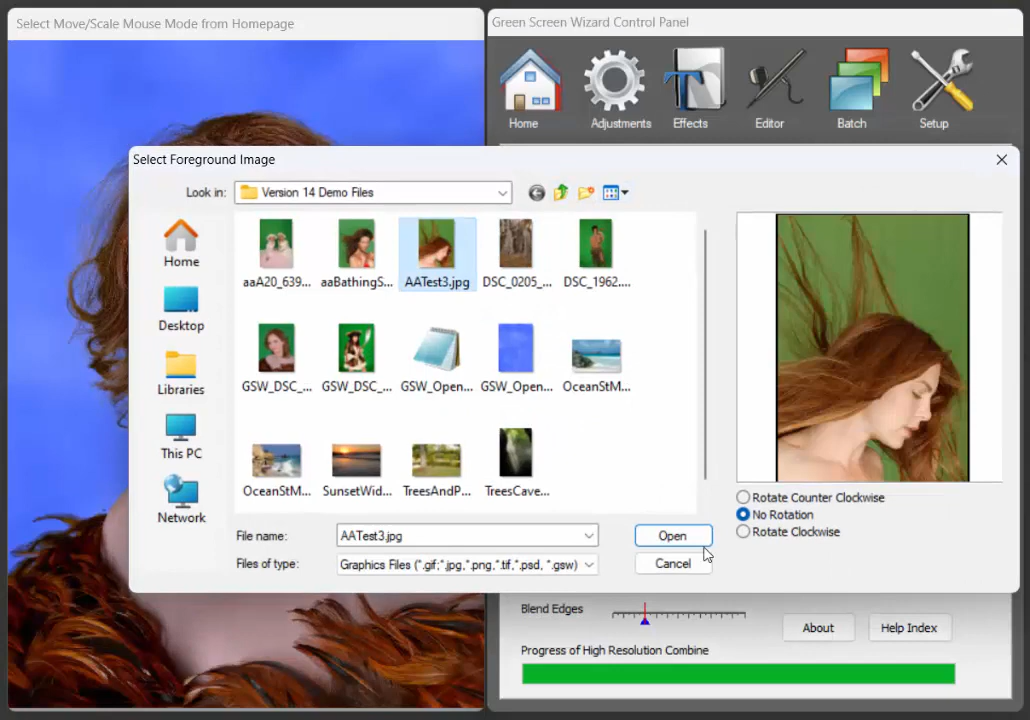 Select Move/Scale Mouse Mode from Homepage
Green Screen Wizard Control Panel
Home
Adjustments
Effects
Editor
Batch
Setup
Select Foreground Image
Look in:
Version 14 Demo Files
Home
Desktop
Libraries
This PC
Network
aaA20_639...
aaBathingS...
AATest3.jpg
DSC_0205_...
DSC_1962....
GSW_DSC_...
GSW_DSC_...
GSW_Open...
GSW_Open...
OceanStM...
OceanStM...
SunsetWid...
TreesAndP...
TreesCave...
Rotate Counter Clockwise
No Rotation
Rotate Clockwise
File name:
AATest3.jpg
Open
Files of type:
Graphics Files (*.gif;*.jpg,*.png,*.tif,*.psd, *.gsw)
Cancel
Blend Edges
About
Help Index
Progress of High Resolution Combine